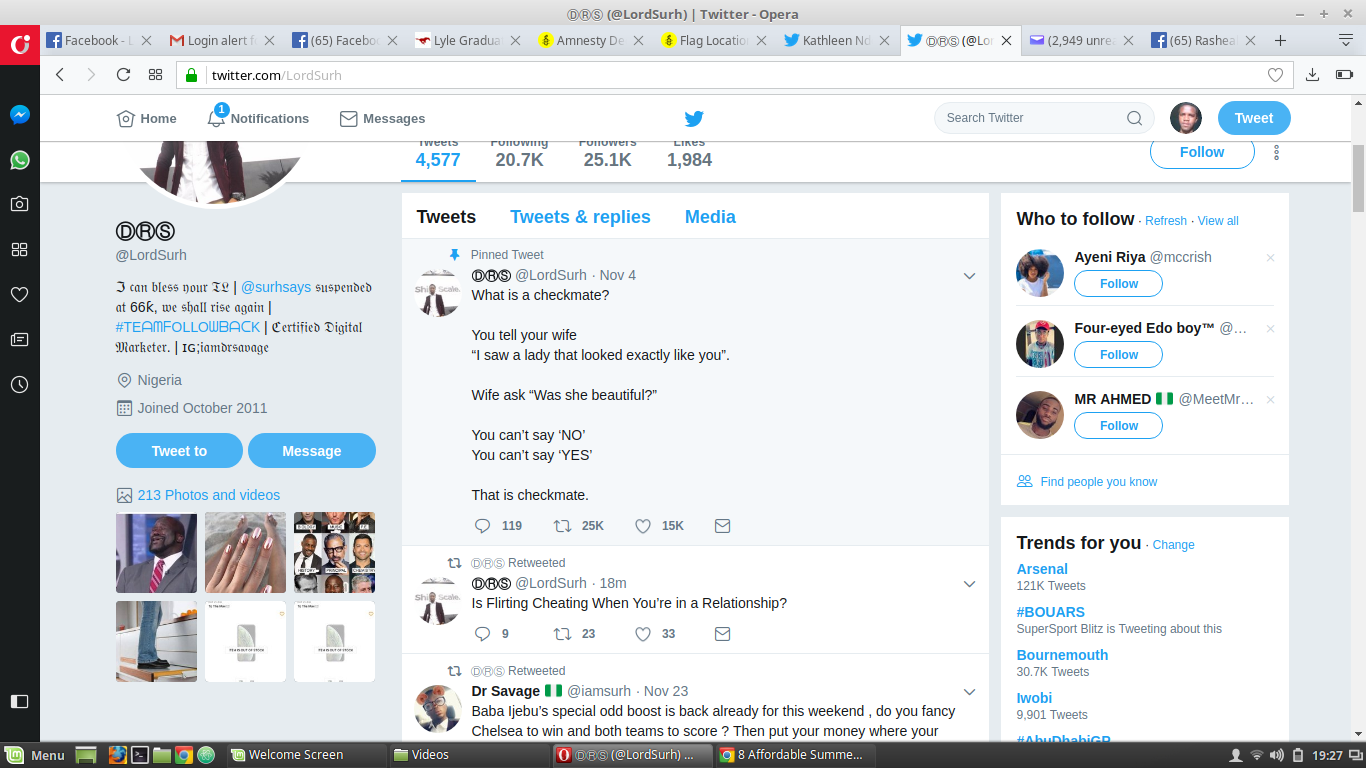 ⒹⓇⓈ (@LordSurh) | Twitter - Opera
Facebook - L
Login alert f
(65) Facebo
Lyle Gradua
Amnesty De
Flag Locatio
Kathleen Nd
ⒹⓇⓈ (@Lor
(2,949 unre
(65) Rashea
twitter.com/LordSurh
1
Home
Notifications
Messages
Search Twitter
Tweet
Tweets
Following
Followers
Likes
4,577
20.7K
25.1K
1,984
Follow
ⒹⓇⓈ
@LordSurh
ℑ 𝔠𝔞𝔫 𝔟𝔩𝔢𝔰𝔰 𝔶𝔬𝔲𝔯 𝔗𝔏 | @surhsays 𝔰𝔲𝔰𝔭𝔢𝔫𝔡𝔢𝔡
𝔞𝔱 66ƙ, 𝔴𝔢 𝔰𝔥𝔞𝔩𝔩 𝔯𝔦𝔰𝔢 𝔞𝔤𝔞𝔦𝔫 |
#TEAMFOLLOWBACK | ℭ𝔢𝔯𝔱𝔦𝔣𝔦𝔢𝔡 𝔇𝔦𝔤𝔦𝔱𝔞𝔩
𝔐𝔞𝔯𝔨𝔢𝔱𝔢𝔯. | ɪɢ;𝔦𝔞𝔪𝔡𝔯𝔰𝔞𝔳𝔞𝔤𝔢
Nigeria
Joined October 2011
Tweet to
Message
213 Photos and videos
BIOLOGY
HISTORY
PRINCIPAL
CHEMISTRY
Tweets
Tweets & replies
Media
Pinned Tweet
ⒹⓇⓈ @LordSurh · Nov 4
What is a checkmate?
You tell your wife
“I saw a lady that looked exactly like you”.
Wife ask “Was she beautiful?”
You can’t say ‘NO’
You can’t say ‘YES’
That is checkmate.
119
25K
15K
ⒹⓇⓈ Retweeted
ⒹⓇⓈ @LordSurh · 18m
Is Flirting Cheating When You’re in a Relationship?
9
23
33
ⒹⓇⓈ Retweeted
Dr Savage 🇳🇬 @iamsurh · Nov 23
Baba Ijebu’s special odd boost is back already for this weekend , do you fancy
Chelsea to win and both teams to score ? Then put your money where your
Who to follow · Refresh · View all
Ayeni Riya @mccrish
Follow
Four-eyed Edo boy™ @…
Follow
MR AHMED 🇳🇬 @MeetMr…
Follow
Find people you know
Trends for you · Change
Arsenal
121K Tweets
#BOUARS
SuperSport Blitz is Tweeting about this
Bournemouth
30.7K Tweets
Iwobi
9,901 Tweets
#AbuDhabiGP
Menu
Welcome Screen
Videos
ⒹⓇⓈ (@LordSurh) ...
8 Affordable Summe...
19:27